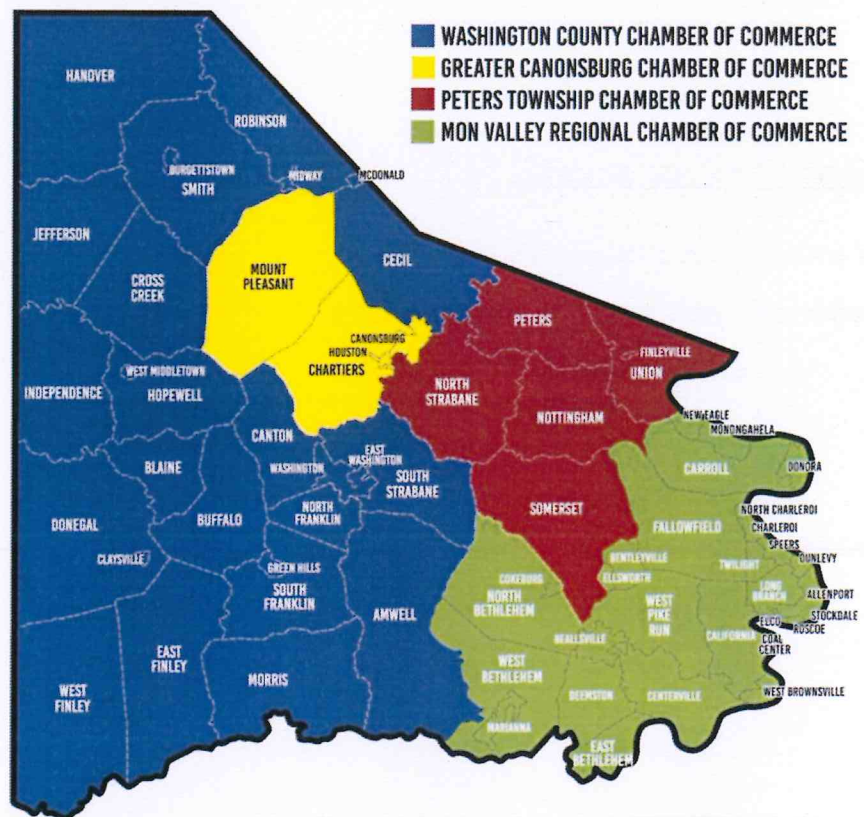 WASHINGTON COUNTY CHAMBER OF COMMERCE
GREATER CANONSBURG CHAMBER OF COMMERCE
PETERS TOWNSHIP CHAMBER OF COMMERCE
MON VALLEY REGIONAL CHAMBER OF COMMERCE
HANOVER
ROBINSON
BURGETTSTOWN
SMITH
MIDWAY
MCDONALD
JEFFERSON
CECIL
MOUNT
PLEASANT
CROSS
CREEK
PETERS
CANONSBURG
HOUSTON
CHARTIERS
FINLEYVILLE
UNION
WEST MIDDLETOWN
HOPEWELL
INDEPENDENCE
NORTH
STRABANE
NOTTINGHAM
NEW EAGLE
MONONGAHELA
CANTON
EAST
WASHINGTON
WASHINGTON
BLAINE
SOUTH
STRABANE
CARROLL
DONORA
DONEGAL
BUFFALO
NORTH
FRANKLIN
SOMERSET
NORTH CHARLEROI
CHARLEROI
SPEERS
DUNLEVY
FALLOWFIELD
CLAYSVILLE
GREEN HILLS
SOUTH
FRANKLIN
COKEBURG
NORTH
BETHLEHEM
BENTLEYVILLE
ELLSWORTH
TWILIGHT
LONG
BRANCH
ALLENPORT
STOCKDALE
ROSCOE
ELCO
COAL
CENTER
AMWELL
WEST
PIKE
RUN
CALIFORNIA
BEALLSVILLE
EAST
FINLEY
WEST
FINLEY
MORRIS
WEST
BETHLEHEM
DEEMSTON
CENTERVILLE
WEST BROWNSVILLE
MARIANNA
EAST
BETHLEHEM